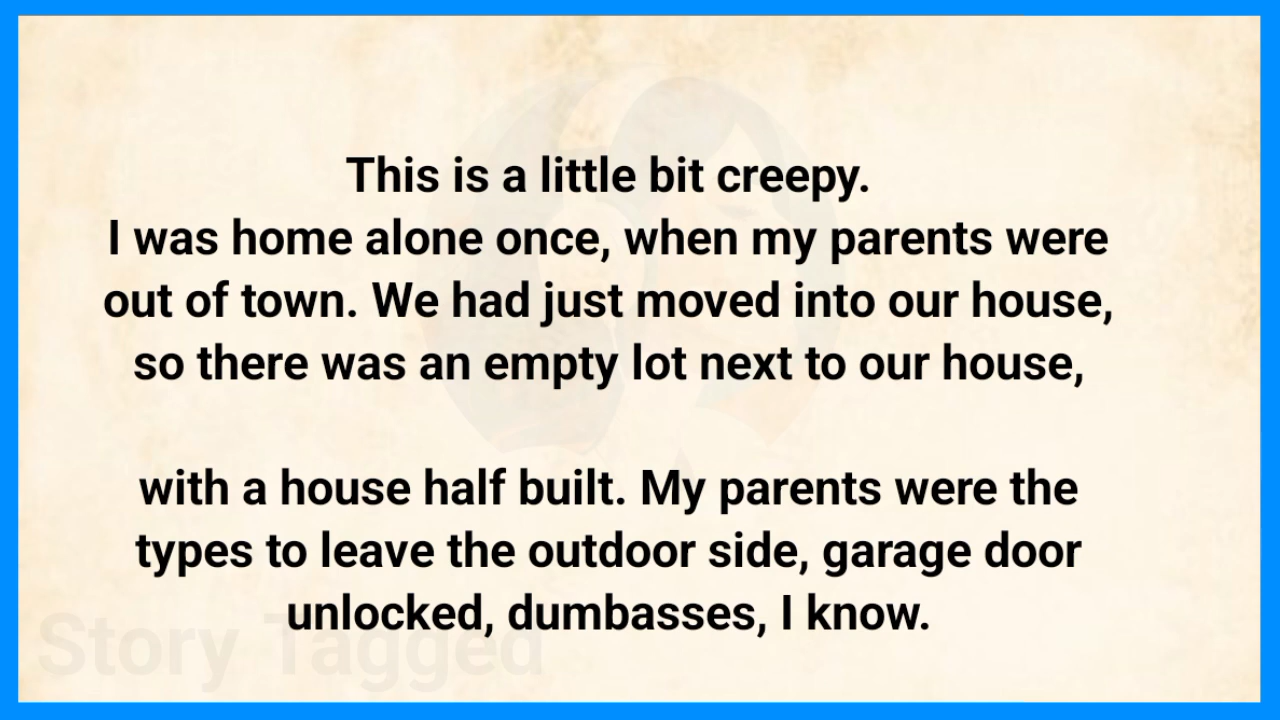 This is a little bit creepy.
I was home alone once, when my parents were
out of town. We had just moved into our house,
so there was an empty lot next to our house,
with a house half built. My parents were the
types to leave the outdoor side, garage door
unlocked, dumbasses, I know.
Story Tagged